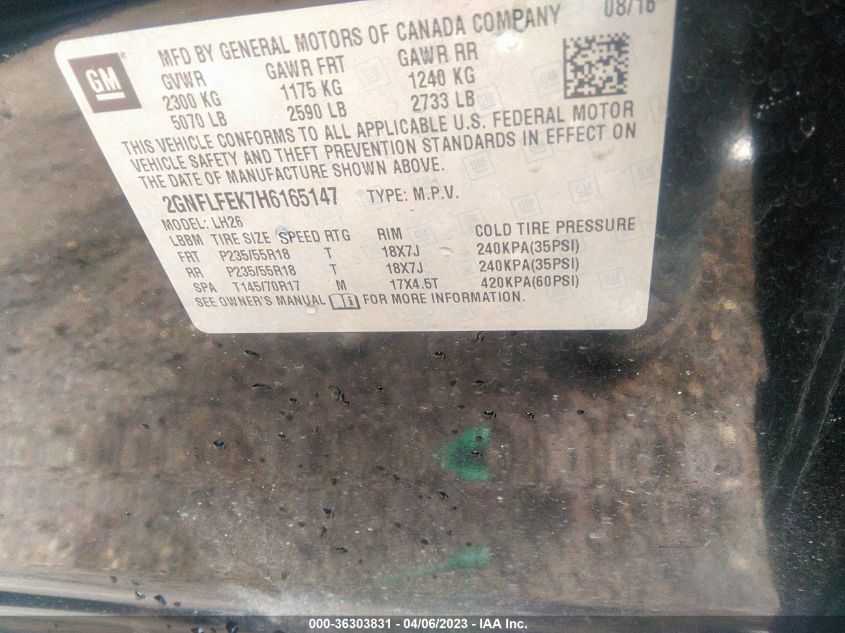 08/16
MFD BY GENERAL MOTORS OF CANADA COMPANY
GM
GVWR GAWR FRT GAWR RR
2300 KG 1175 KG 1240 KG
5070 LB 2590 LB 2733 LB
THIS VEHICLE CONFORMS TO ALL APPLICABLE U.S. FEDERAL MOTOR
VEHICLE SAFETY AND THEFT PREVENTION STANDARDS IN EFFECT ON
THE DATE OF MANUFACTURE SHOWN ABOVE.
2GNFLFEK7H6165147 TYPE: M.P.V.
MODEL: LH26
LBBM TIRE SIZE SPEED RTG RIM COLD TIRE PRESSURE
FRT P235/55R18 T 18X7J 240KPA(35PSI)
RR P235/55R18 T 18X7J 240KPA(35PSI)
SPA T145/70R17 M 17X4.5T 420KPA(60PSI)
SEE OWNER'S MANUAL FOR MORE INFORMATION.
000-36303831 - 04/06/2023 - IAA Inc.